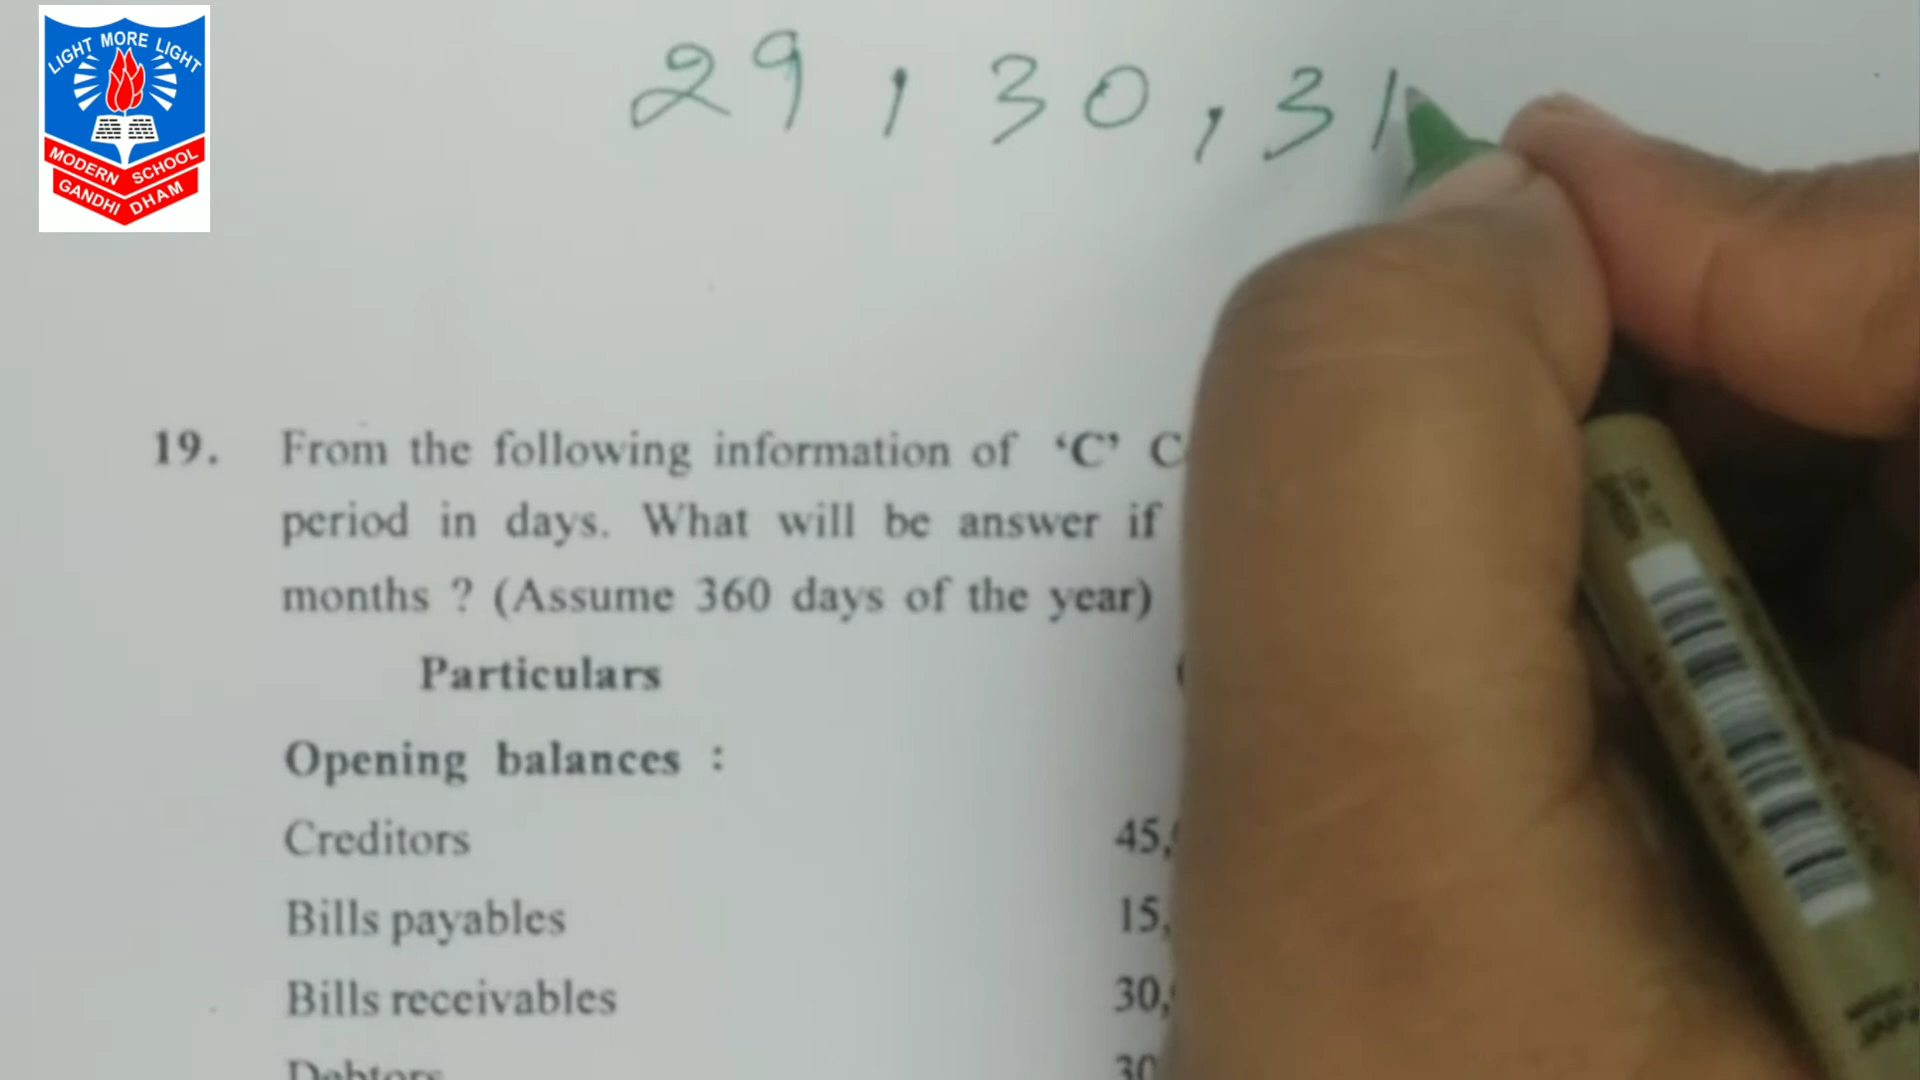 LIGHT MORE LIGHT
MODERN SCHOOL
GANDHI DHAM
29, 30, 31
19. From the following information of ‘C’ C
period in days. What will be answer if
months ? (Assume 360 days of the year)
Particulars
Opening balances :
Creditors 45,
Bills payables 15,
Bills receivables 30,
Debtors 30